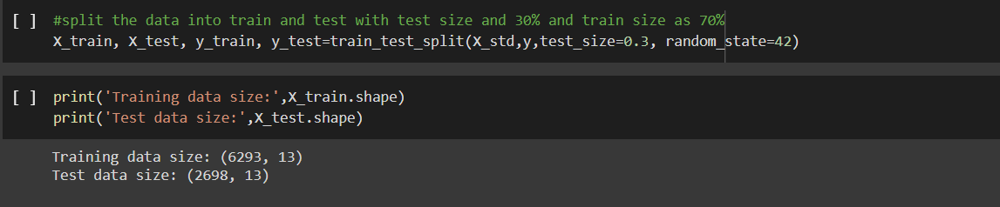 [ ] #split the data into train and test with test size and 30% and train size as 70%
X_train, X_test, y_train, y_test=train_test_split(X_std,y,test_size=0.3, random_state=42)
[ ] print('Training data size:',X_train.shape)
print('Test data size:',X_test.shape)
Training data size: (6293, 13)
Test data size: (2698, 13)